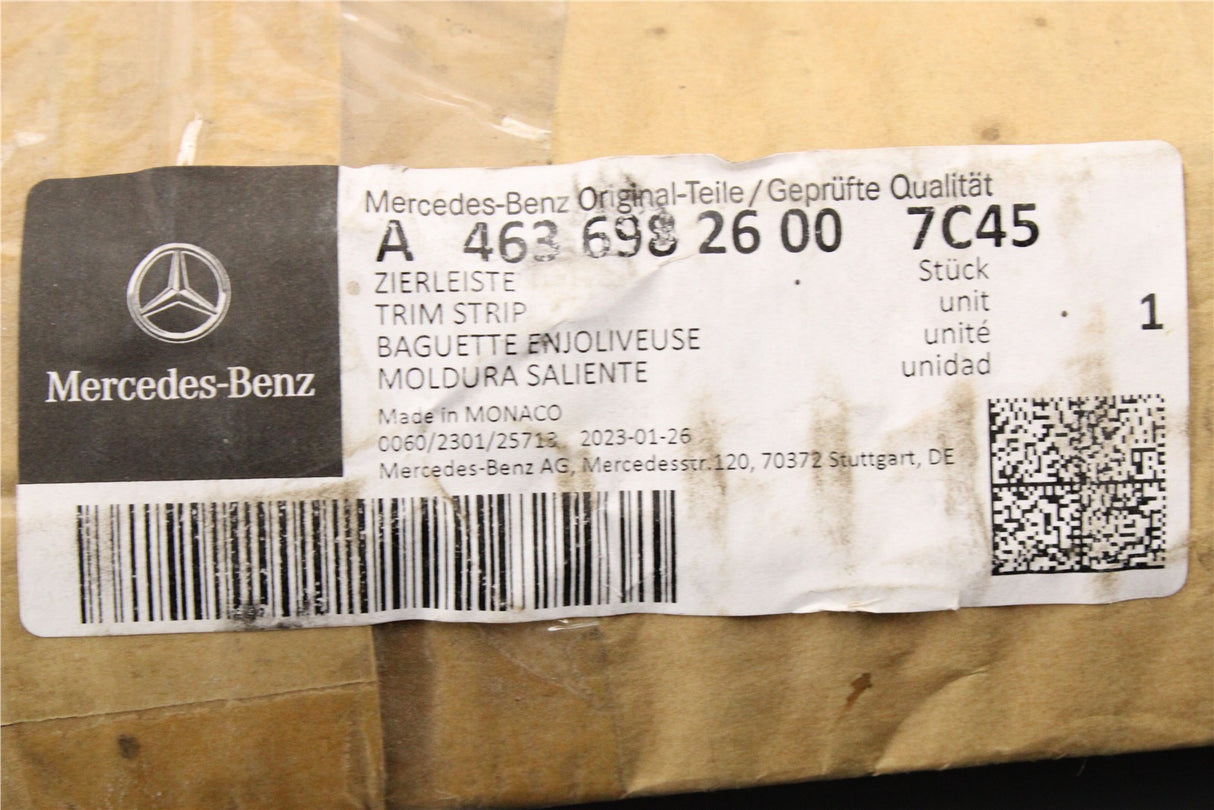 Mercedes-Benz
Mercedes-Benz Original-Teile/Geprüfte Qualität
A 463 698 26 00 7C45
ZIERLEISTE
TRIM STRIP
BAGUETTE ENJOLIVEUSE
MOLDURA SALIENTE
Stück
unit
unité
unidad
1
Made in MONACO
0060/2301/25713 2023-01-26
Mercedes-Benz AG, Mercedesstr.120, 70372 Stuttgart, DE